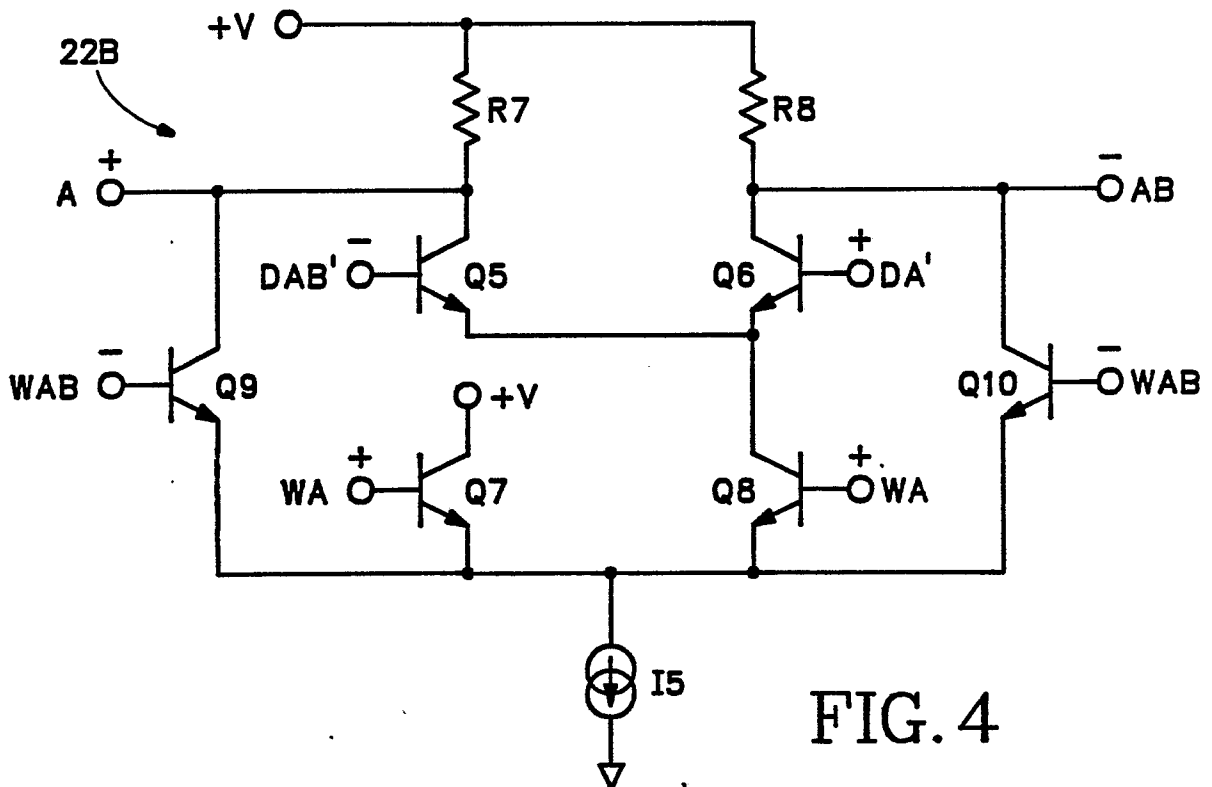 +V
22B
R7
R8
+
A
-
AB
-
DAB'
Q5
Q6
+
DA'
-
WAB
Q9
+V
Q10
-
WAB
+
WA
Q7
Q8
+
WA
I5
FIG. 4